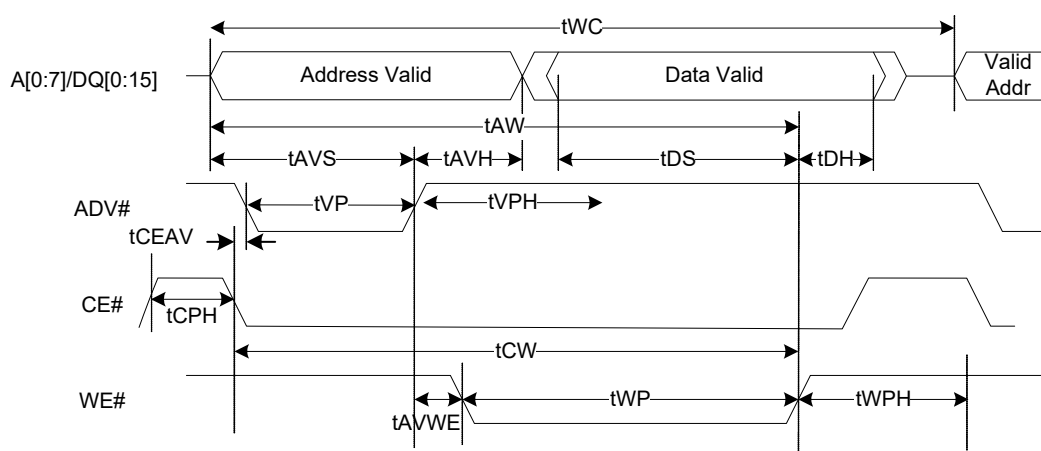 tWC
A[0:7]/DQ[0:15]
Address Valid
Data Valid
Valid
Addr
tAW
tAVS
tAVH
tDS
tDH
ADV#
tVP
tVPH
tCEAV
CE#
tCPH
tCW
WE#
tWP
tWPH
tAVWE